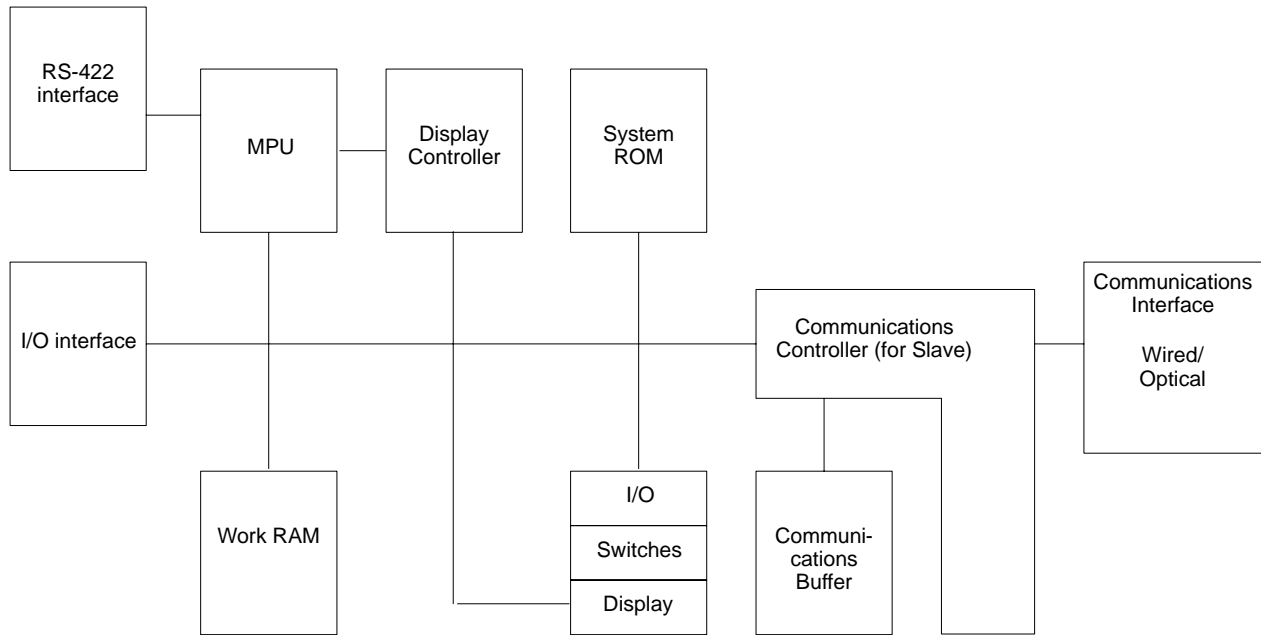 RS-422
interface
MPU
Display
Controller
System
ROM
I/O interface
Communications
Controller (for Slave)
Communications
Interface
Wired/
Optical
Work RAM
I/O
Switches
Display
Communi-
cations
Buffer